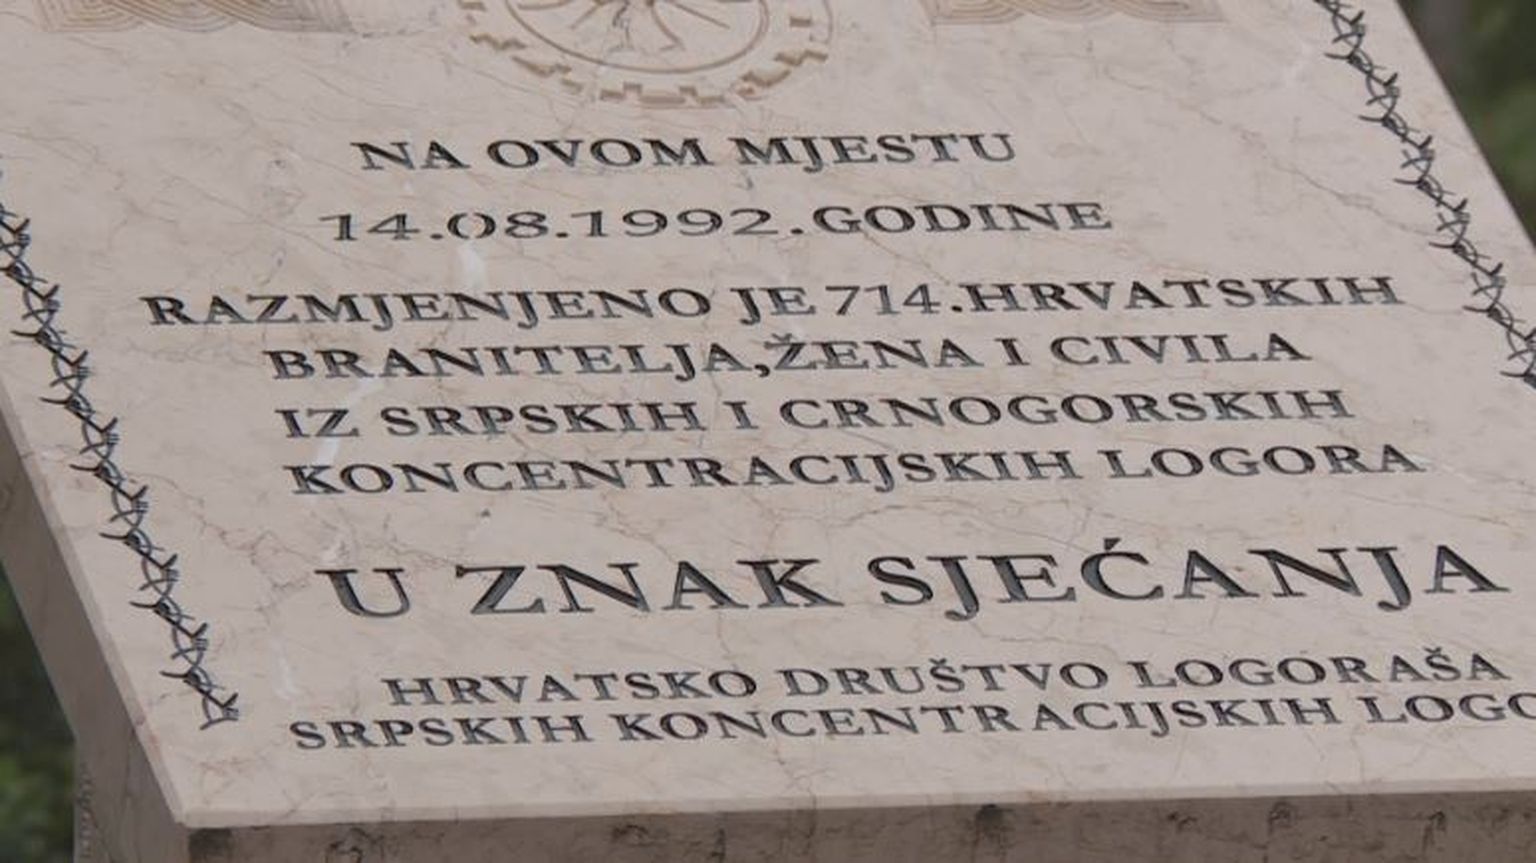 NA OVOM MJESTU
14.08.1992.GODINE
RAZMJENJENO JE 714.HRVATSKIH
BRANITELJA,ŽENA I CIVILA
IZ SRPSKIH I CRNOGORSKIH
KONCENTRACIJSKIH LOGORA
U ZNAK SJEĆANJA
HRVATSKO DRUŠTVO LOGORAŠA
SRPSKIH KONCENTRACIJSKIH